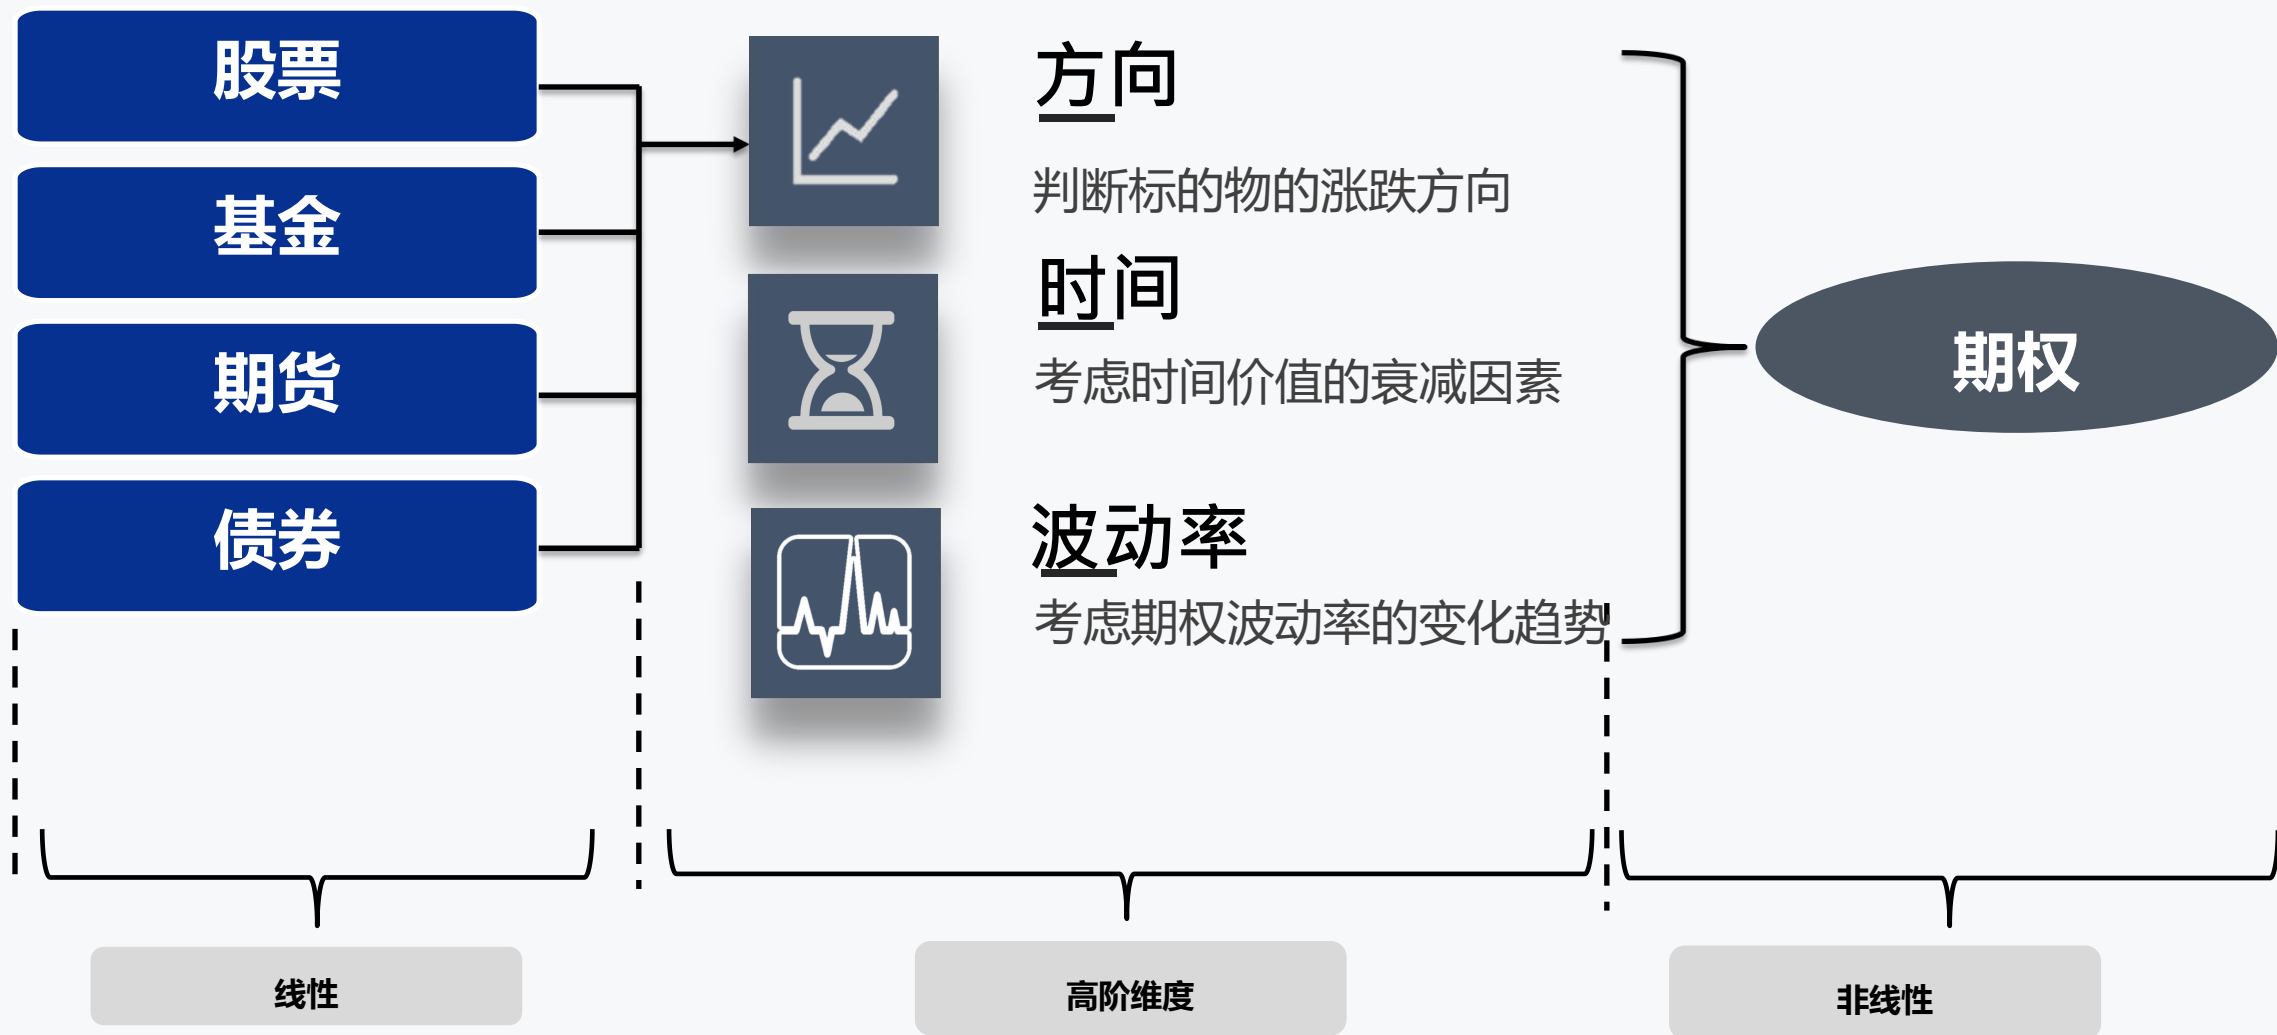 股票
基金
期货
债券
方向
判断标的物的涨跌方向
时间
考虑时间价值的衰减因素
波动率
考虑期权波动率的变化趋势
期权
线性
高阶维度
非线性